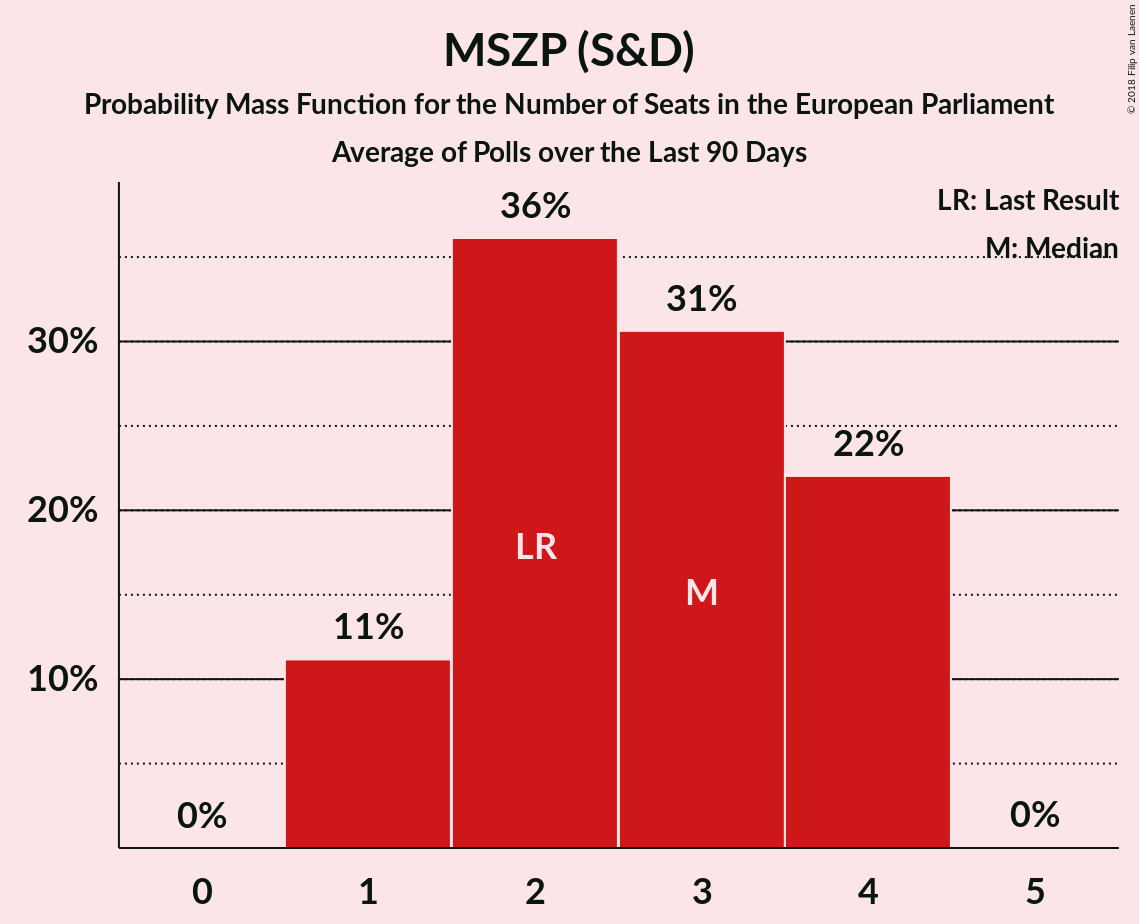 MSZP (S&D)
Probability Mass Function for the Number of Seats in the European Parliament
Average of Polls over the Last 90 Days
© 2018 Filip van Laenen
LR: Last Result
M: Median
36%
31%
30%
22%
20%
LR
M
11%
10%
0%
0%
0 1 2 3 4 5